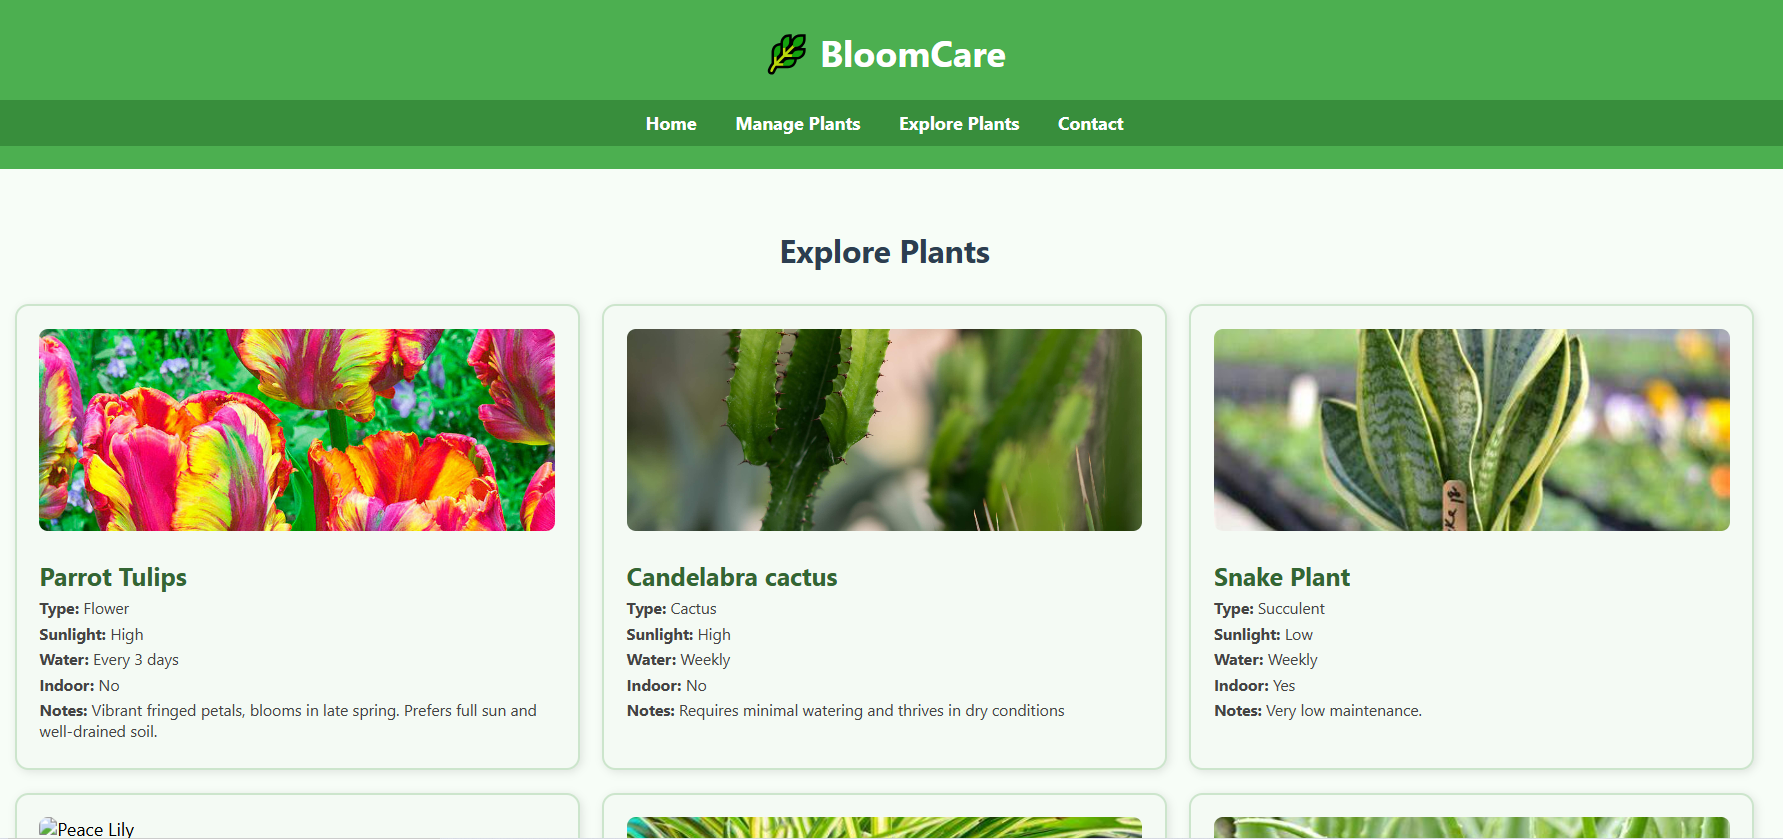 BloomCare
Home Manage Plants Explore Plants Contact
Explore Plants
Parrot Tulips
Type: Flower
Sunlight: High
Water: Every 3 days
Indoor: No
Notes: Vibrant fringed petals, blooms in late spring. Prefers full sun and
well-drained soil.
Candelabra cactus
Type: Cactus
Sunlight: High
Water: Weekly
Indoor: No
Notes: Requires minimal watering and thrives in dry conditions
Snake Plant
Type: Succulent
Sunlight: Low
Water: Weekly
Indoor: Yes
Notes: Very low maintenance.
Peace Lily